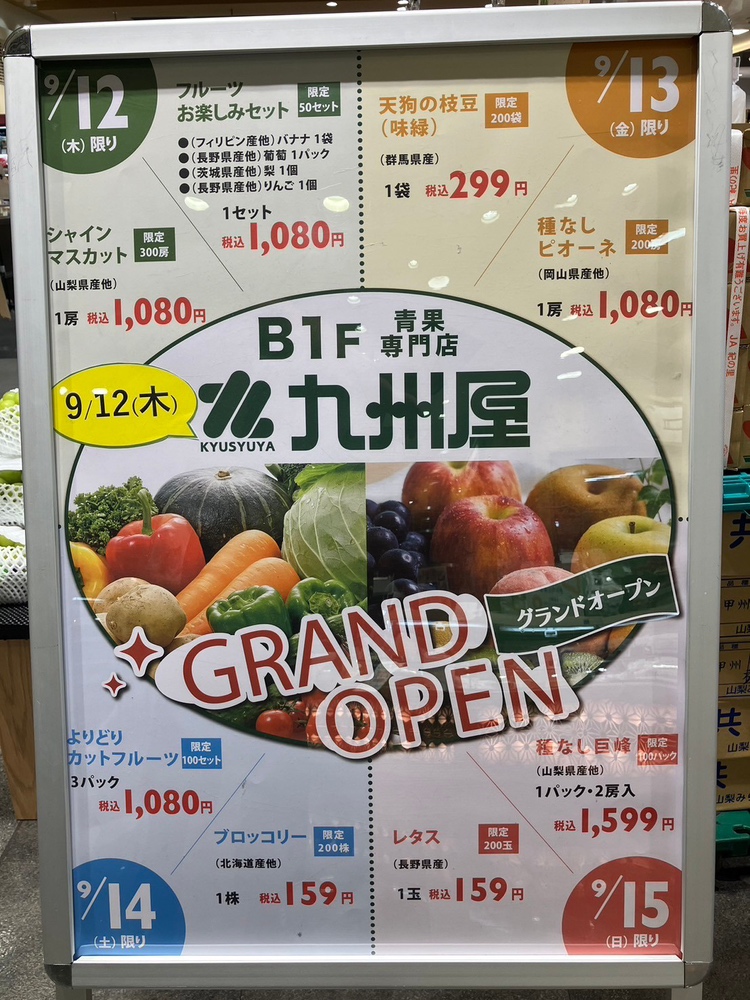 9/12
(木)限り
フルーツ
お楽しみセット
限定
50セット
●(フィリピン産他)バナナ 1袋
●(長野県産他)葡萄 1パック
●(茨城県産他)梨 1個
●(長野県産他)りんご 1個
1セット
税込1,080円
シャイン
マスカット
限定
300房
(山梨県産他)
1房 税込1,080円
9/13
(金)限り
天狗の枝豆
(味緑)
限定
200袋
(群馬県産)
1袋 税込299円
種なし
ピオーネ
限定
200房
(岡山県産他)
1房 税込1,080円
B1F 青果
専門店
9/12(木)
KYUSYUYA
九州屋
グランドオープン
GRAND
OPEN
よりどり
カットフルーツ
限定
100セット
3パック
税込1,080円
ブロッコリー
限定
200株
(北海道産他)
1株 税込159円
9/14
(土)限り
種なし巨峰
限定
100パック
(山梨県産他)
1パック・2房入
税込1,599円
レタス
限定
200玉
(長野県産)
1玉 税込159円
9/15
(日)限り
JA 紀の里
甲州
山梨
共